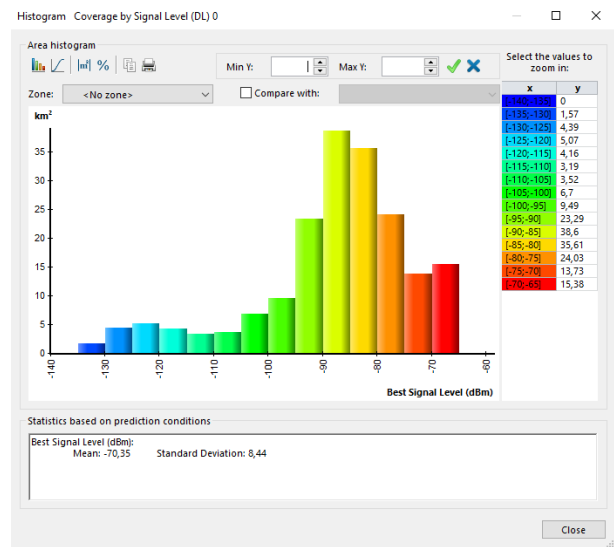 Histogram Coverage by Signal Level (DL) 0
Area histogram
Min Y: Max Y:
Select the values to zoom in:
Zone: <No zone> Compare with:
km²
35
30
25
20
15
10
5
0
-140 -130 -120 -110 -100 -90 -80 -70 -60
Best Signal Level (dBm)
x y
[-140;-135] 0
[-135;-130] 1,57
[-130;-125] 4,39
[-125;-120] 5,07
[-120;-115] 4,16
[-115;-110] 3,19
[-110;-105] 3,52
[-105;-100] 6,7
[-100;-95] 9,49
[-95;-90] 23,29
[-90;-85] 38,6
[-85;-80] 35,61
[-80;-75] 24,03
[-75;-70] 13,73
[-70;-65] 15,38
Statistics based on prediction conditions
Best Signal Level (dBm):
Mean: -70,35 Standard Deviation: 8,44
Close